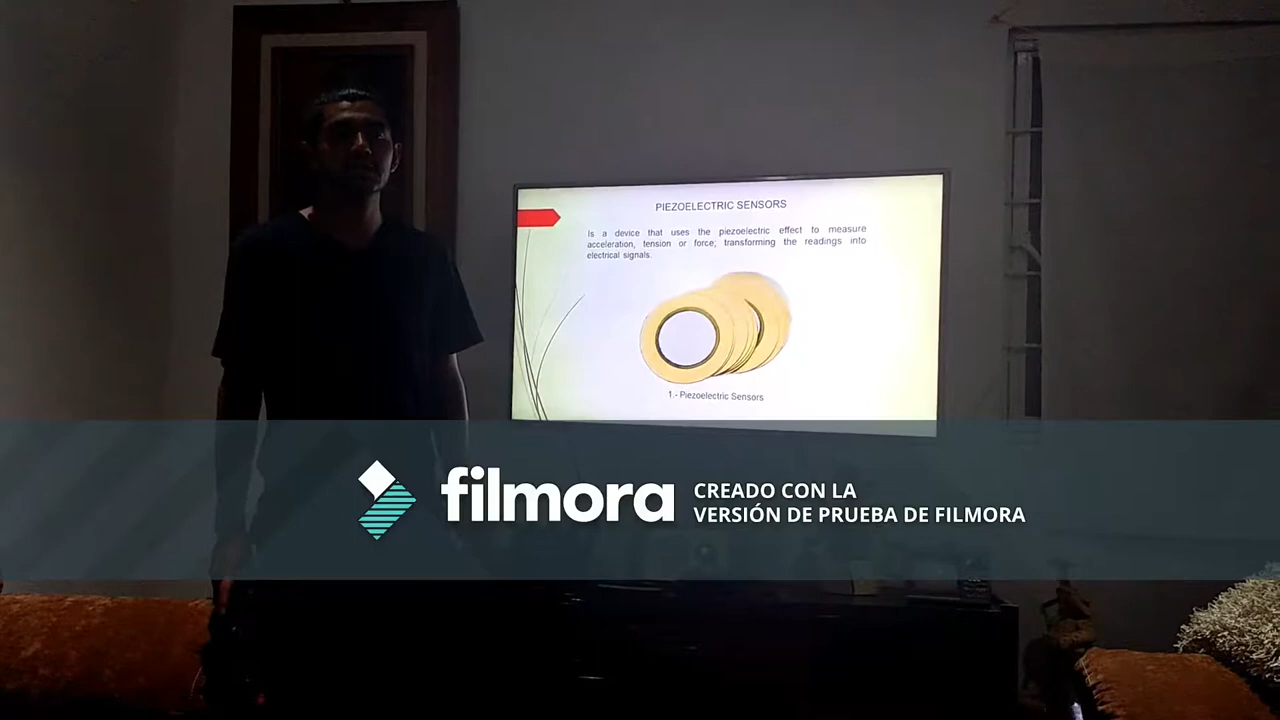 PIEZOELECTRIC SENSORS
Is a device that uses the piezoelectric effect to measure
acceleration, tension or force; transforming the readings into
electrical signals.
1.- Piezoelectric Sensors
filmora
CREADO CON LA
VERSIÓN DE PRUEBA DE FILMORA